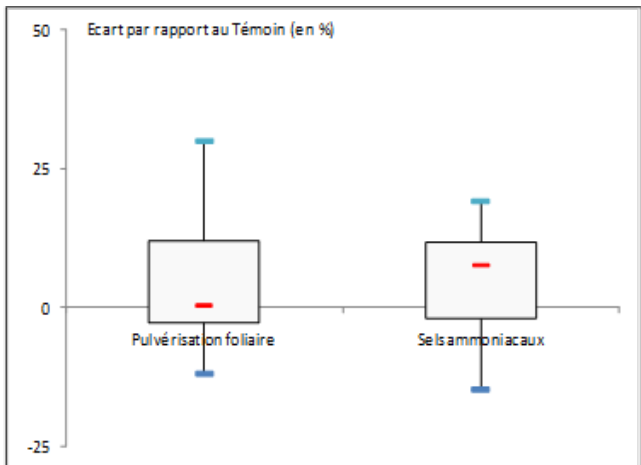 50
Ecart par rapport au Témoin (en %)
25
0
Pulvérisation foliaire
Sels ammoniacaux
-25